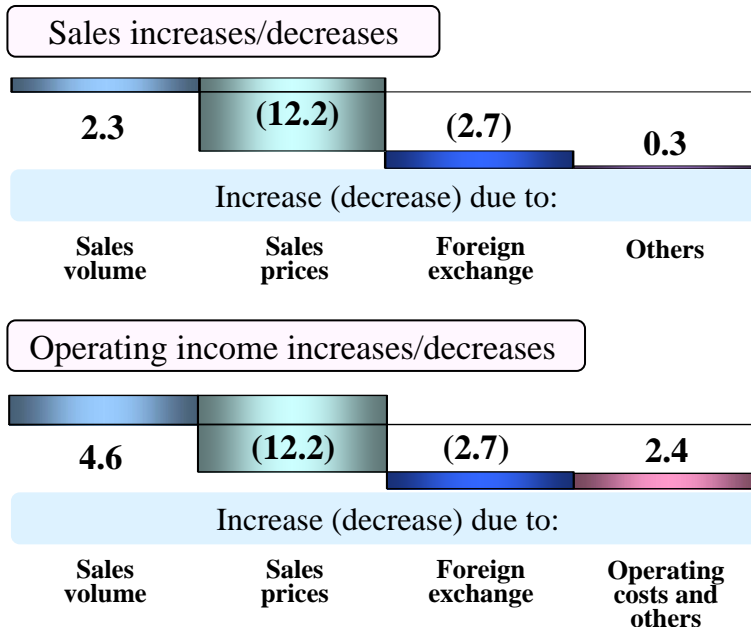 Sales increases/decreases
2.3
(12.2)
(2.7)
0.3
Increase (decrease) due to:
Sales
volume
Sales
prices
Foreign
exchange
Others
Operating income increases/decreases
4.6
(12.2)
(2.7)
2.4
Increase (decrease) due to:
Sales
volume
Sales
prices
Foreign
exchange
Operating
costs and
others